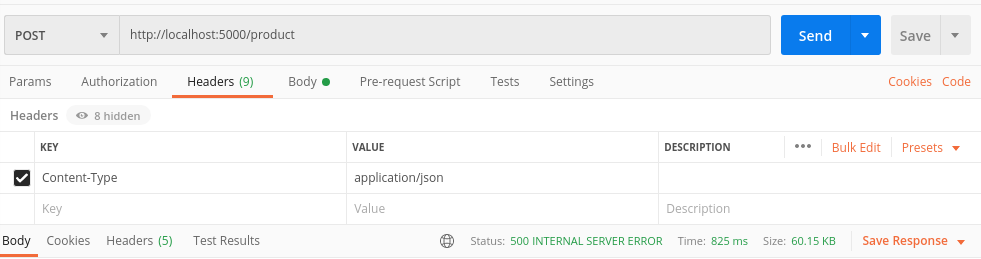 POST http://localhost:5000/product Send Save
Params Authorization Headers (9) Body Pre-request Script Tests Settings Cookies Code
Headers 8 hidden
KEY VALUE DESCRIPTION ••• Bulk Edit Presets
Content-Type application/json
Key Value Description
Body Cookies Headers (5) Test Results Status: 500 INTERNAL SERVER ERROR Time: 825 ms Size: 60.15 KB Save Response